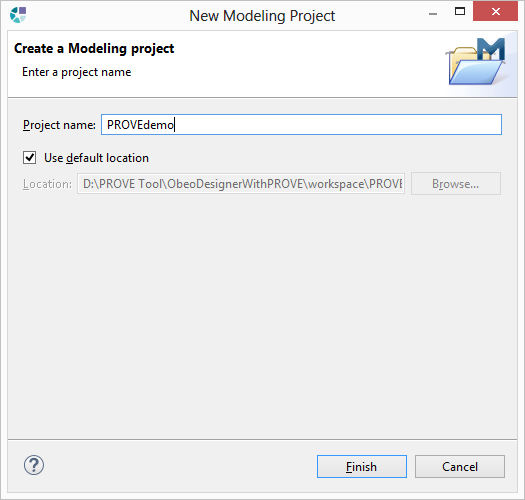 New Modeling Project
Create a Modeling project
Enter a project name
Project name: PROVEdemo
Use default location
Location: D:\PROVE Tool\ObeoDesignerWithPROVE\workspace\PROVE
Browse...
Finish
Cancel